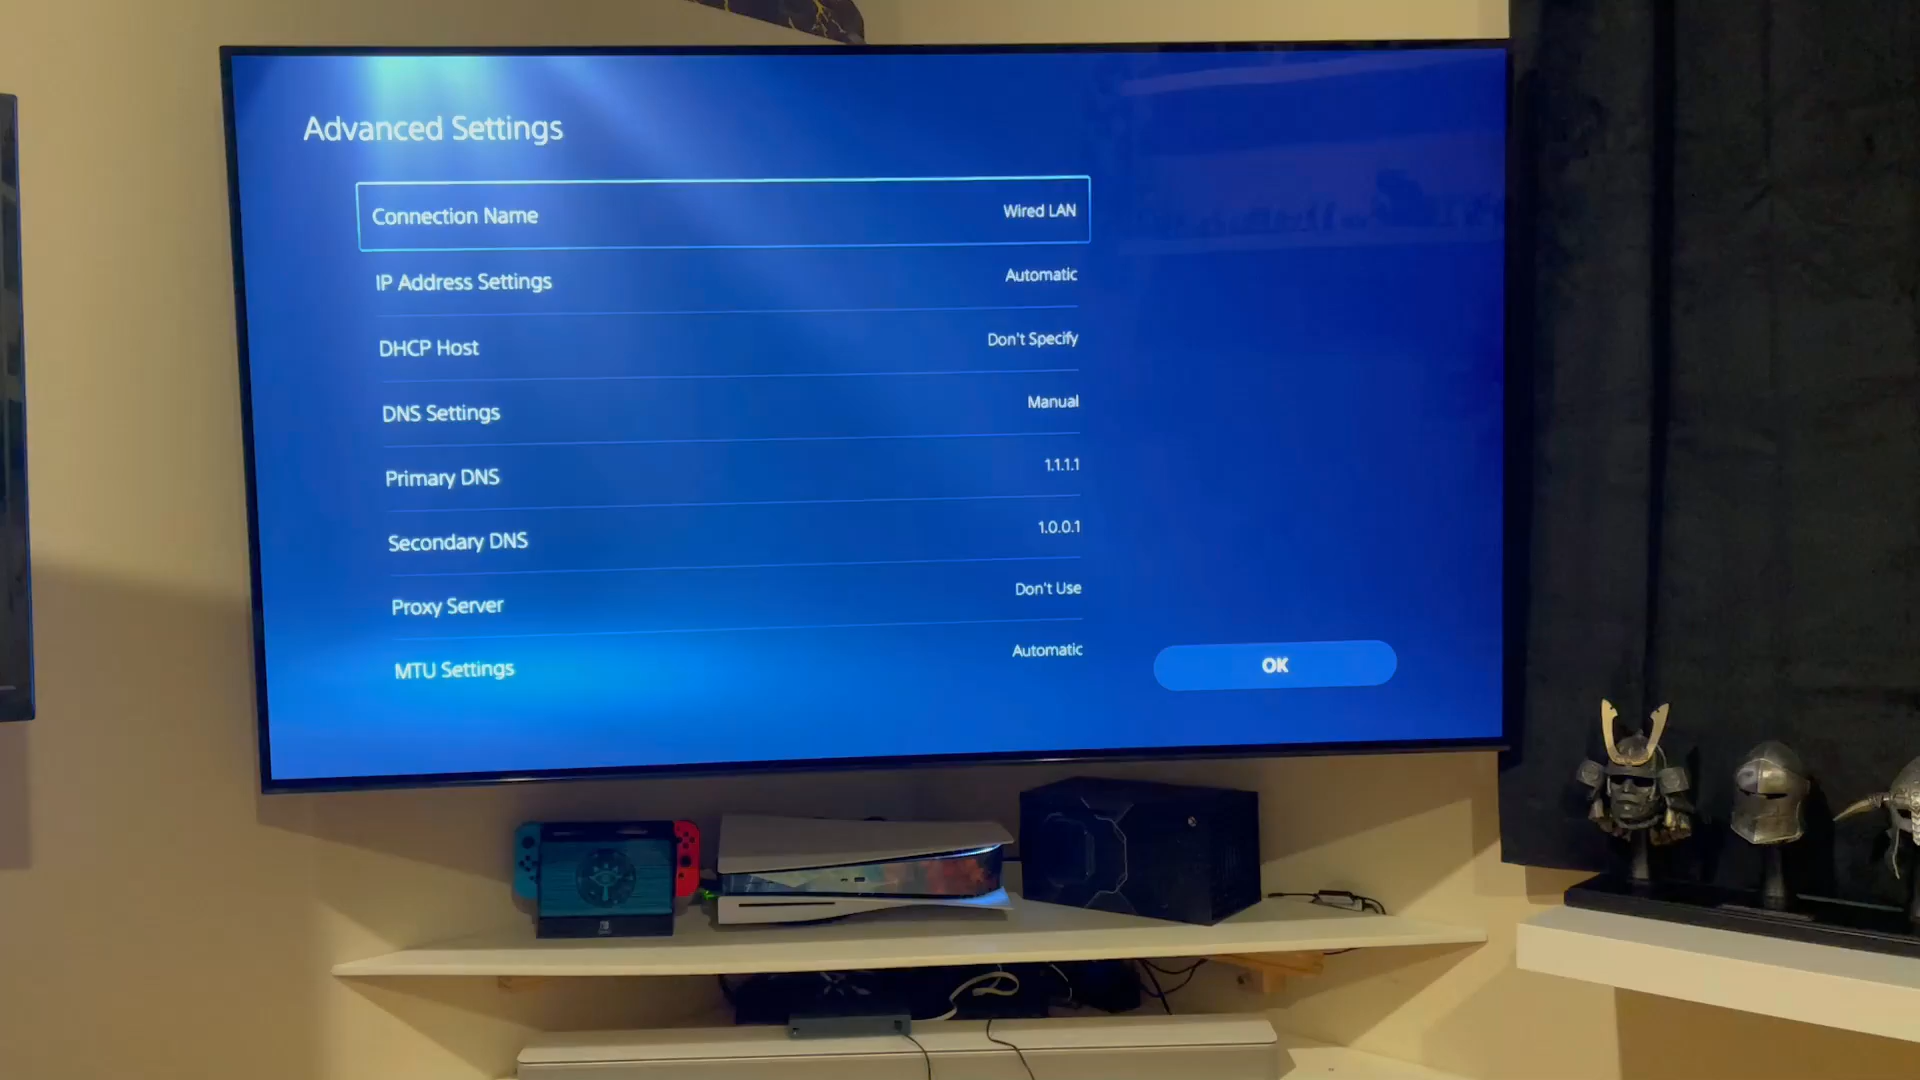 Advanced Settings
Connection Name Wired LAN
IP Address Settings Automatic
DHCP Host Don't Specify
DNS Settings Manual
Primary DNS 1.1.1.1
Secondary DNS 1.0.0.1
Proxy Server Don't Use
MTU Settings Automatic
OK